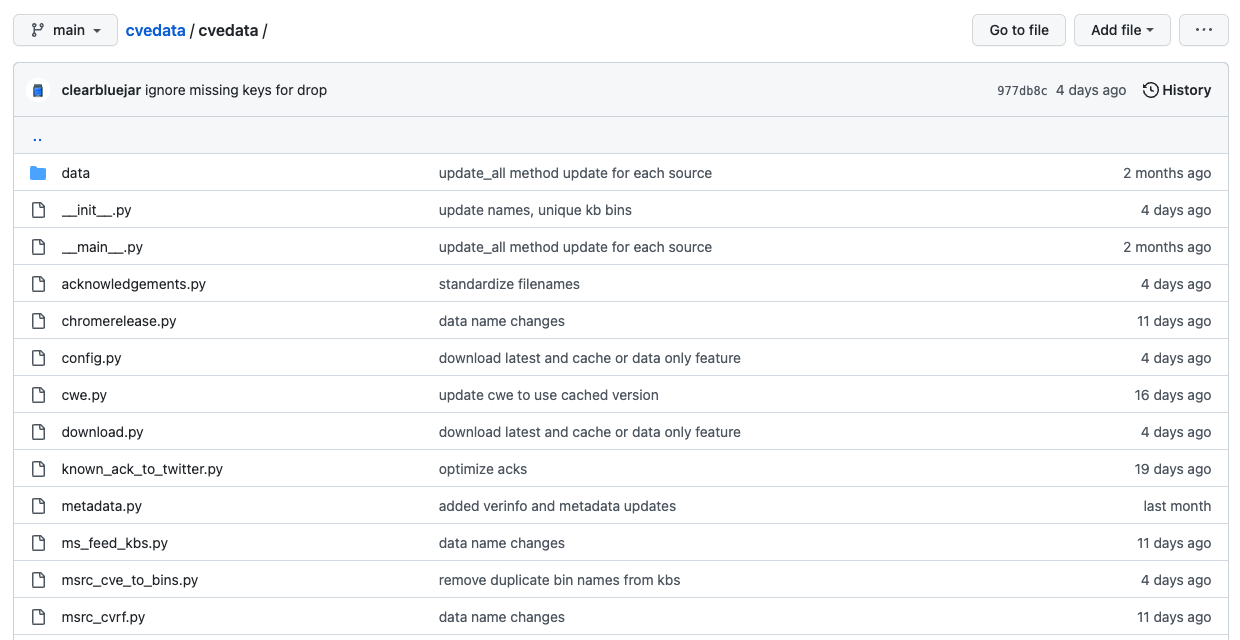 main cvedata / cvedata / Go to file Add file ...
clearbluejar ignore missing keys for drop 977db8c 4 days ago History
..
data update_all method update for each source 2 months ago
__init__.py update names, unique kb bins 4 days ago
__main__.py update_all method update for each source 2 months ago
acknowledgements.py standardize filenames 4 days ago
chromerelease.py data name changes 11 days ago
config.py download latest and cache or data only feature 4 days ago
cwe.py update cwe to use cached version 16 days ago
download.py download latest and cache or data only feature 4 days ago
known_ack_to_twitter.py optimize acks 19 days ago
metadata.py added verinfo and metadata updates last month
ms_feed_kbs.py data name changes 11 days ago
msrc_cve_to_bins.py remove duplicate bin names from kbs 4 days ago
msrc_cvrf.py data name changes 11 days ago